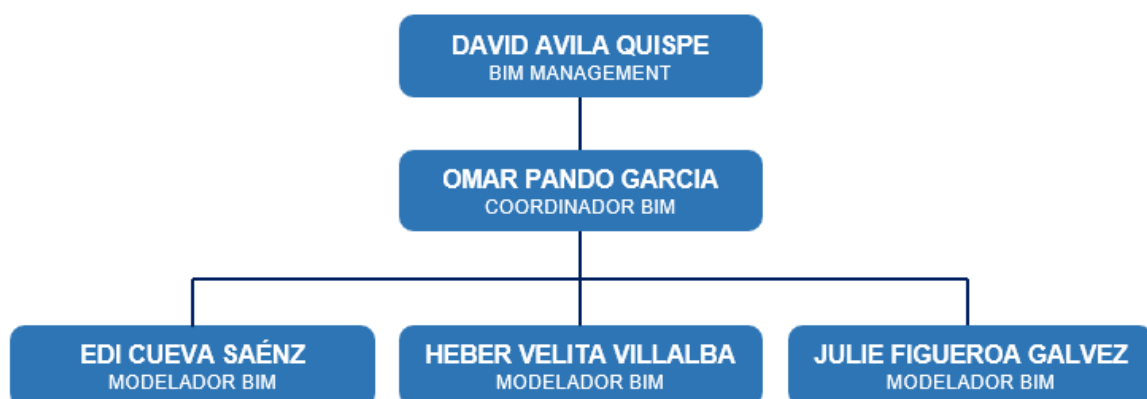 DAVID AVILA QUISPE
BIM MANAGEMENT
OMAR PANDO GARCIA
COORDINADOR BIM
EDI CUEVA SAÉNZ
MODELADOR BIM
HEBER VELITA VILLALBA
MODELADOR BIM
JULIE FIGUEROA GALVEZ
MODELADOR BIM